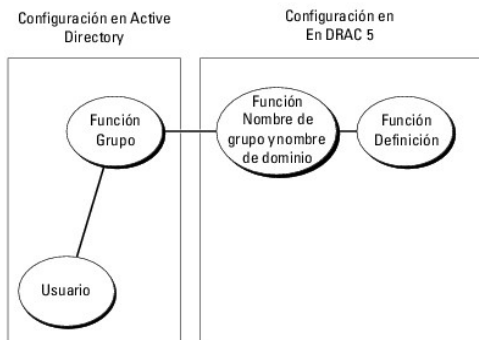 Configuración en Active
Directory
Configuración en
En DRAC 5
Función
Grupo
Función
Nombre de
grupo y nombre
de dominio
Función
Definición
Usuario